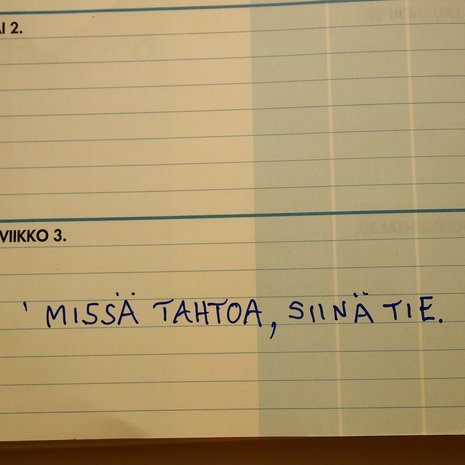 I 2.
VIIKKO 3.
' MISSÄ TAHTOA, SIINÄ TIE.